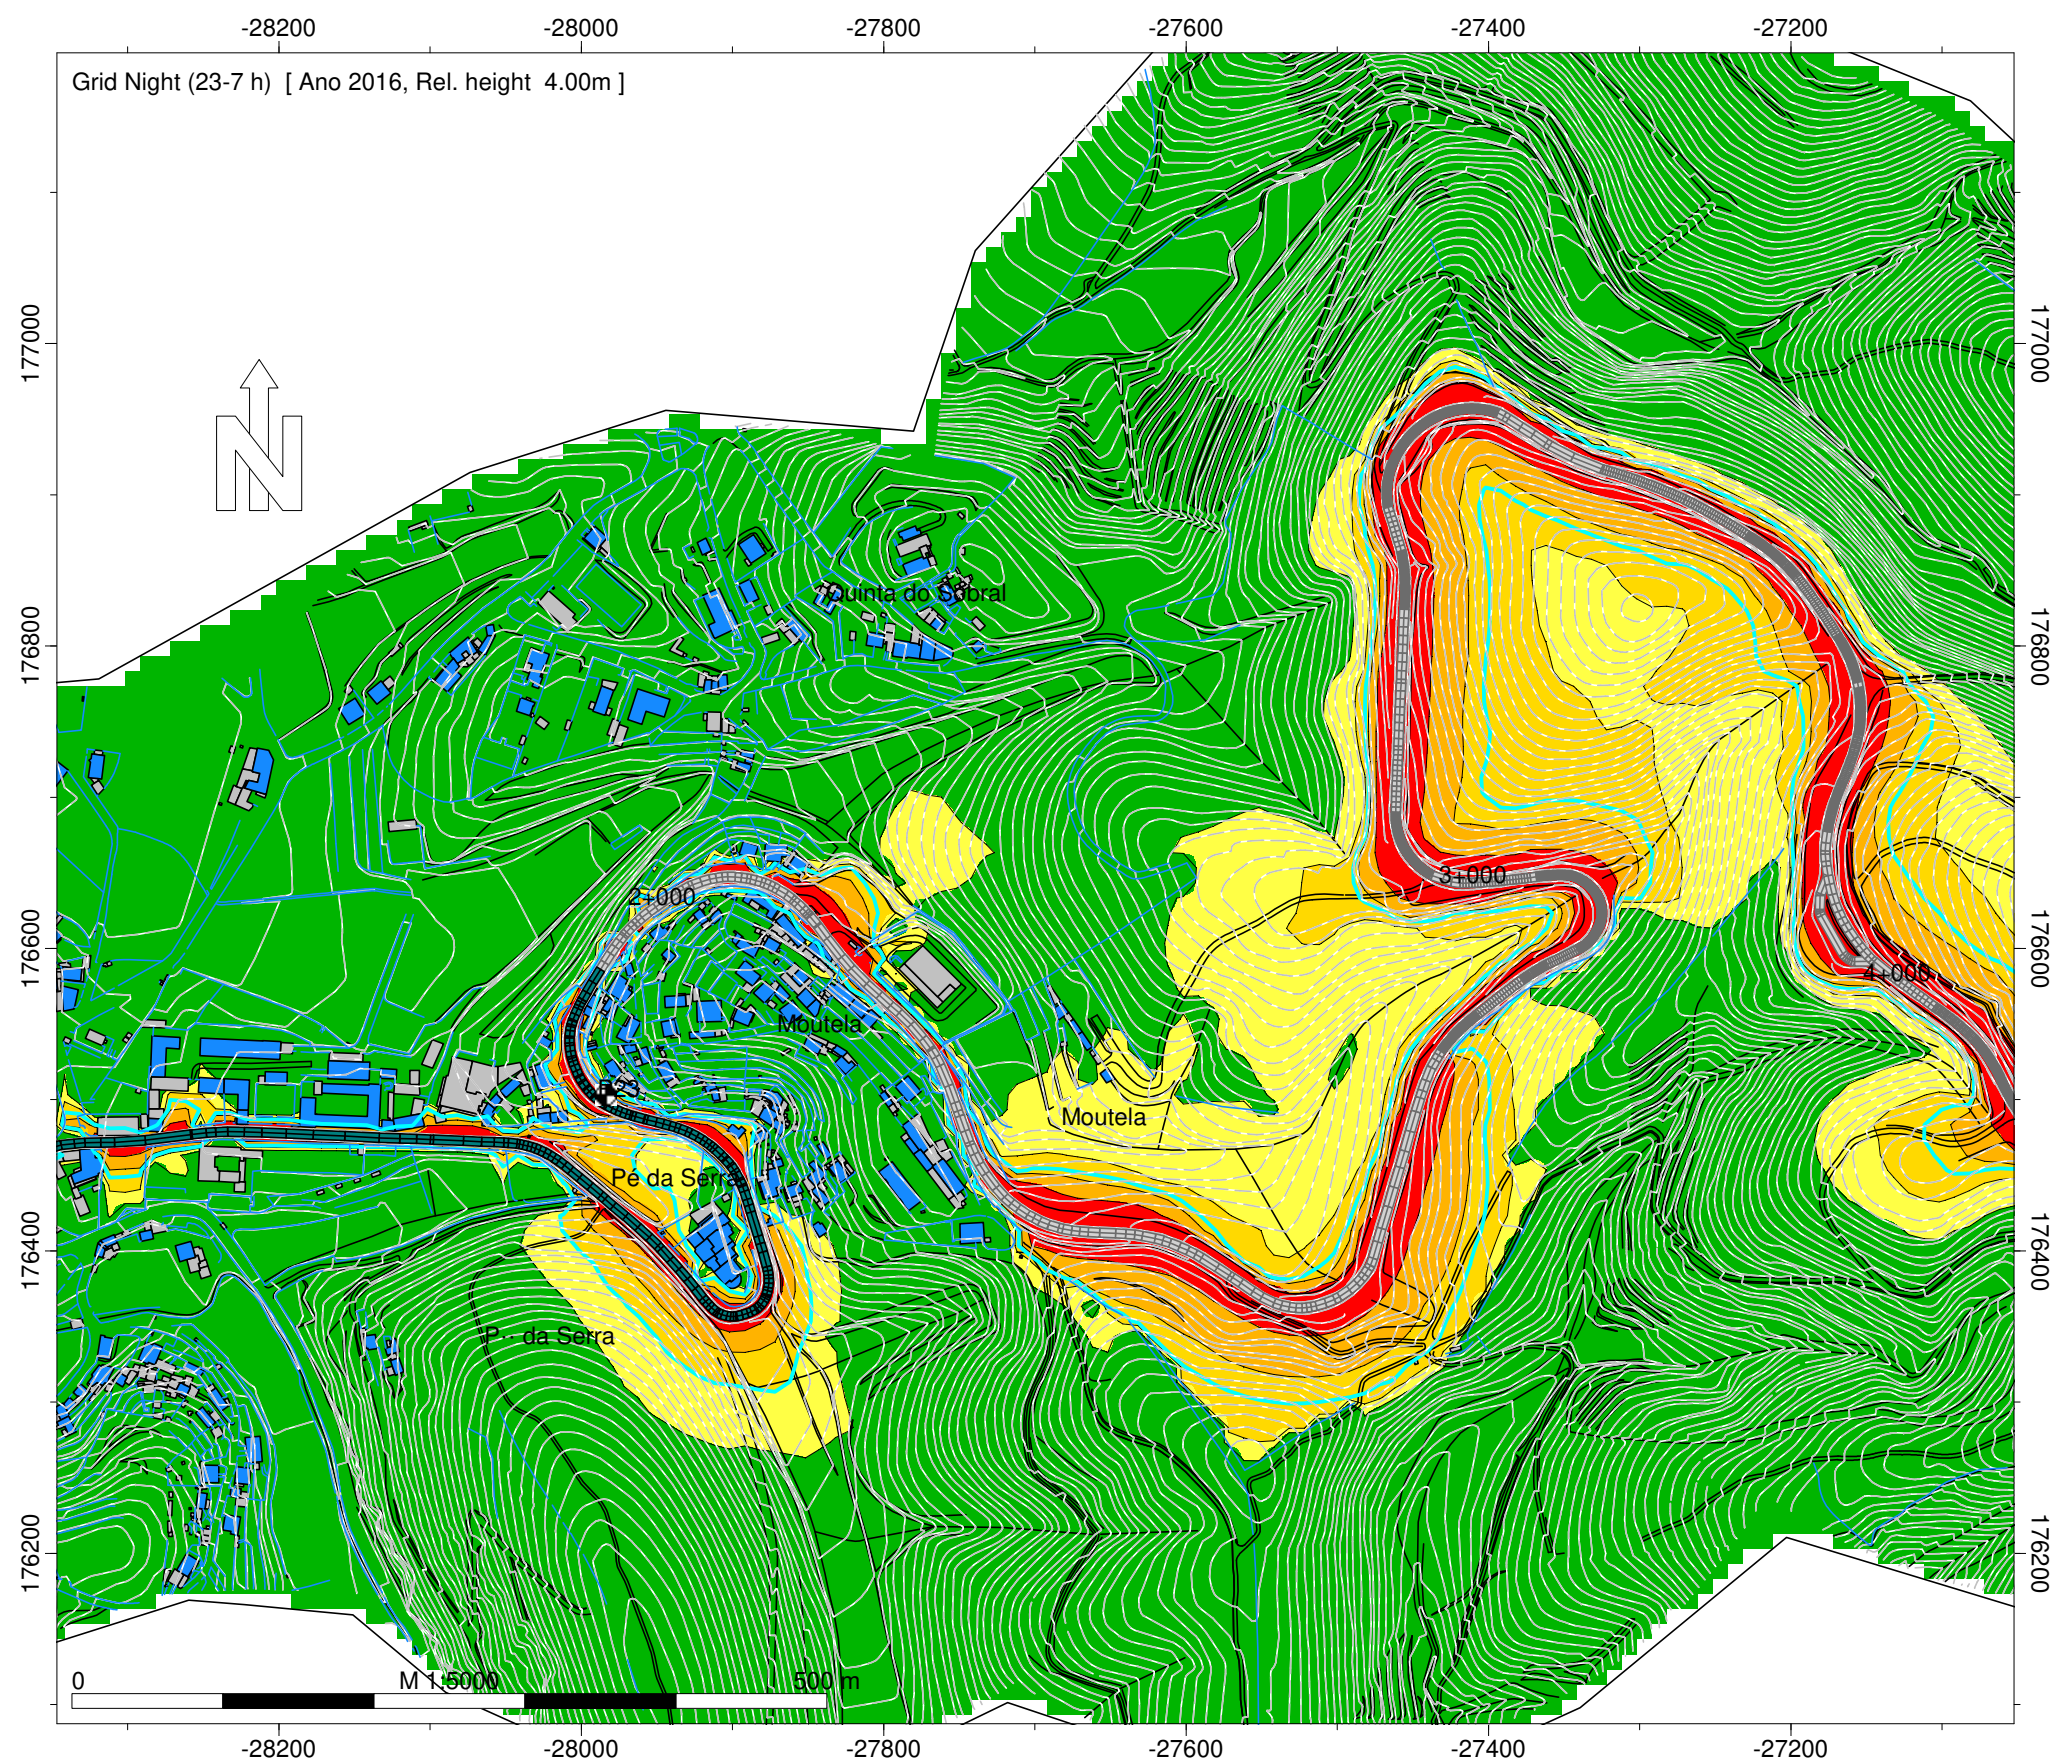 -28200 -28000 -27800 -27600 -27400 -27200
Grid Night (23-7 h) [ Ano 2016, Rel. height 4.00m ]
177000
177000
N
Quinta do Sobral
176800
176800
3+000
2+000
176600
176600
4+000
Moutela
Moutela
Pé da Serra
176400
176400
P·· da Serra
176200
176200
0 M 1:5000 500 m
-28200 -28000 -27800 -27600 -27400 -27200